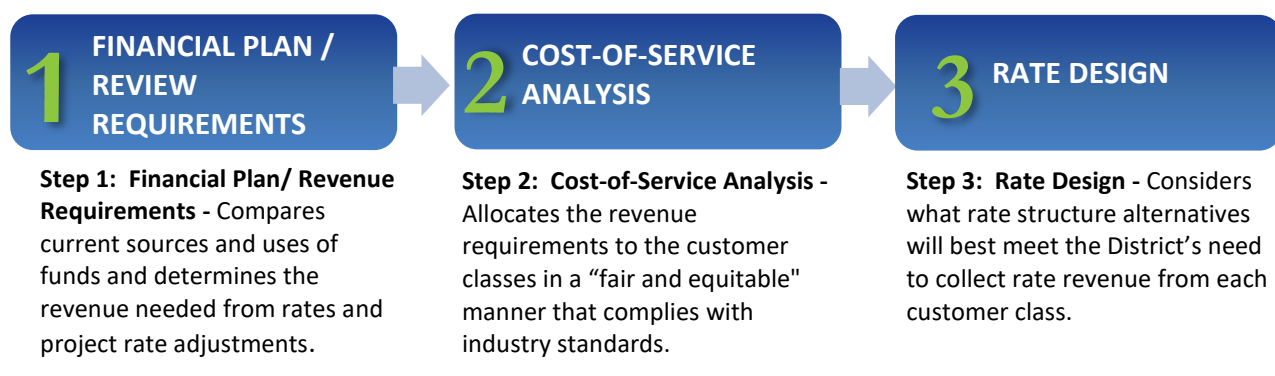 1
FINANCIAL PLAN /
REVIEW
REQUIREMENTS
2
COST-OF-SERVICE
ANALYSIS
3
RATE DESIGN
Step 1:  Financial Plan/ Revenue
Requirements - Compares
current sources and uses of
funds and determines the
revenue needed from rates and
project rate adjustments.
Step 2:  Cost-of-Service Analysis -
Allocates the revenue
requirements to the customer
classes in a “fair and equitable"
manner that complies with
industry standards.
Step 3:  Rate Design - Considers
what rate structure alternatives
will best meet the District’s need
to collect rate revenue from each
customer class.